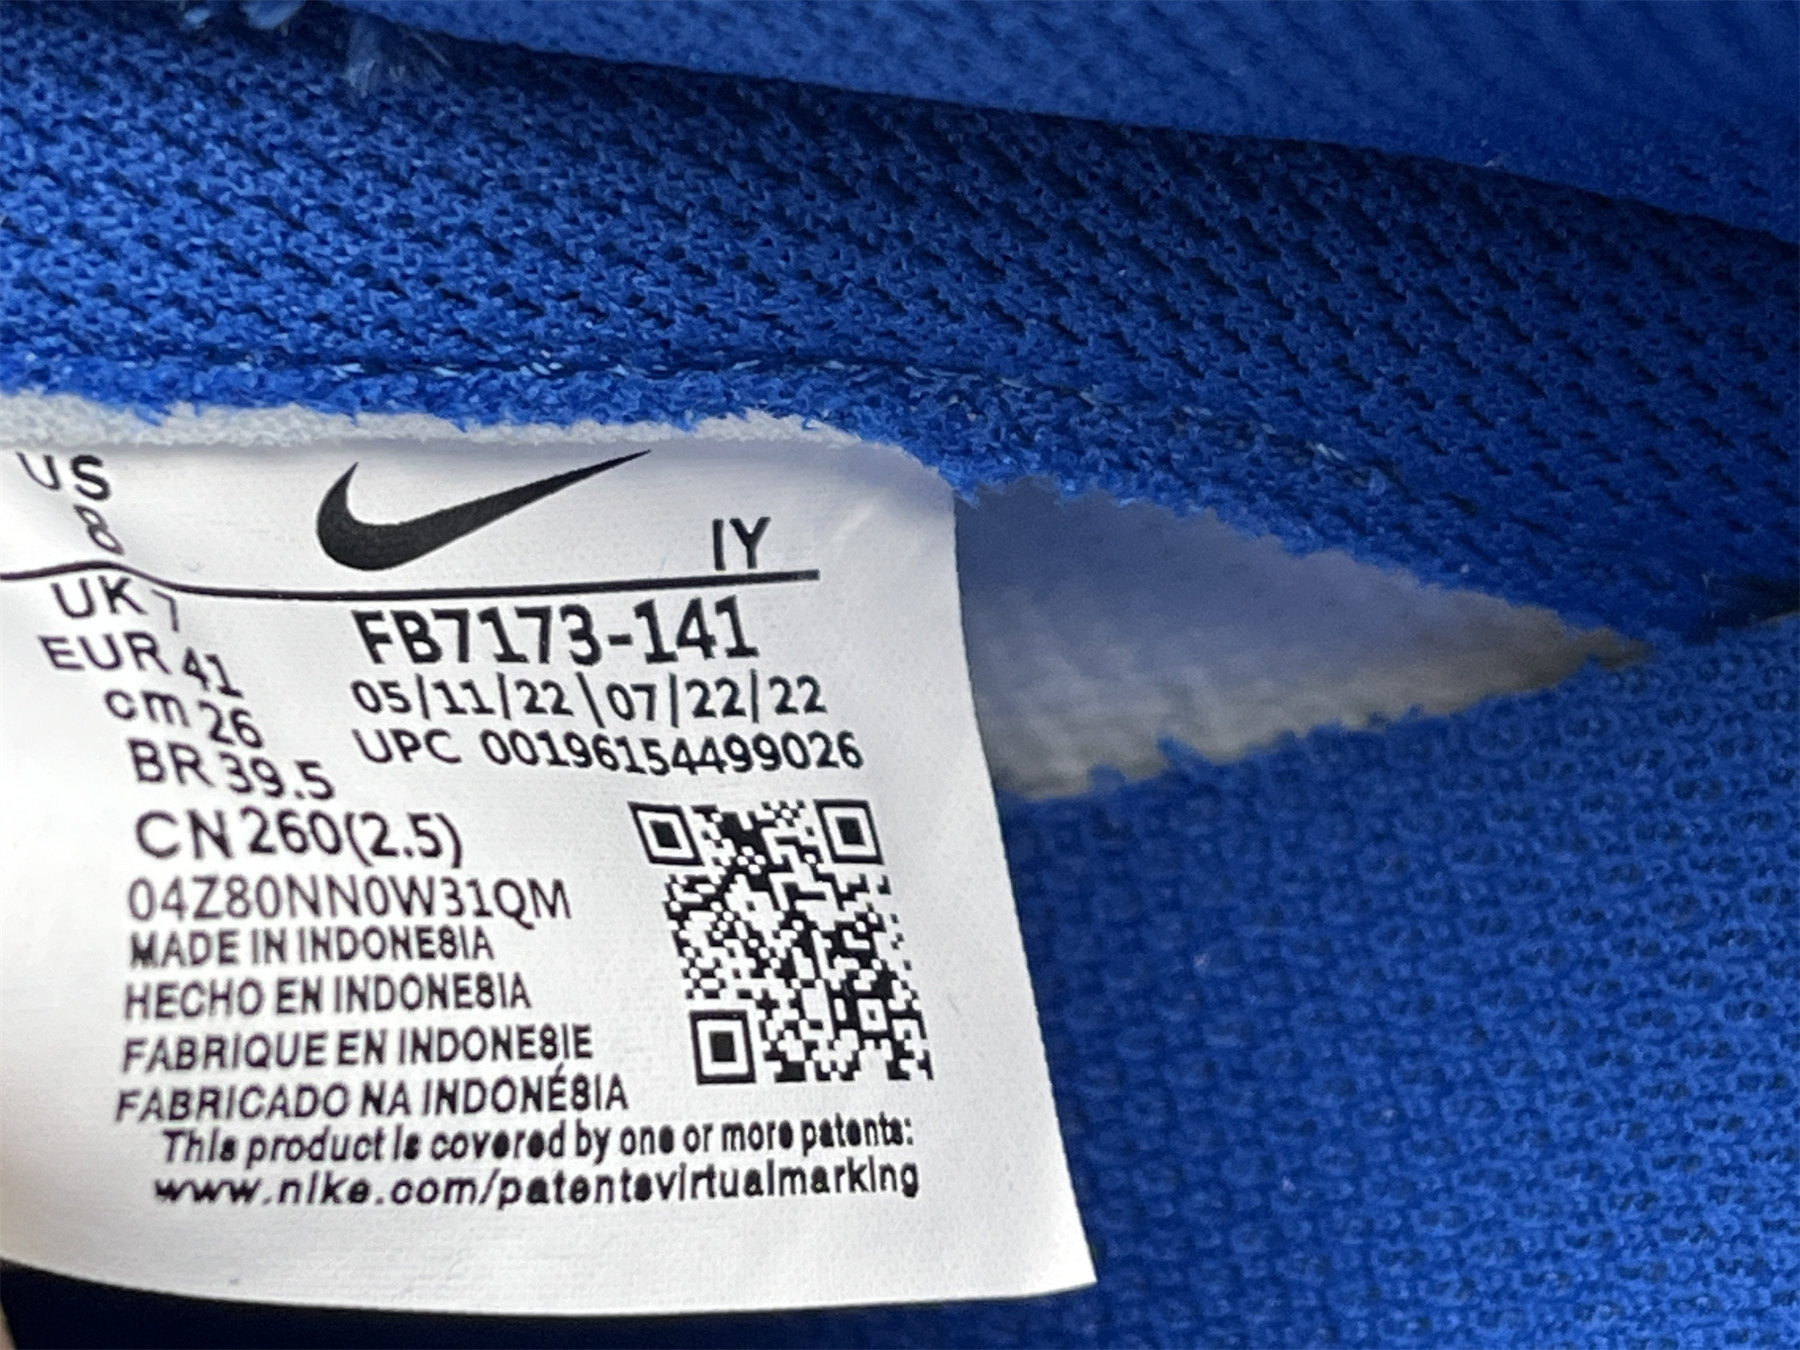 US
8
IY
UK 7
EUR 41
cm 26
BR 39.5
CN 260(2.5)
FB7173-141
05/11/22\07/22/22
UPC 00196154499026
04Z80NN0W31QM
MADE IN INDONE8IA
HECHO EN INDONE8IA
FABRIQUE EN INDONE8IE
FABRICADO NA INDONÉ8IA
This product is covered by one or more patents:
www.nike.com/patentsvirtualmarking